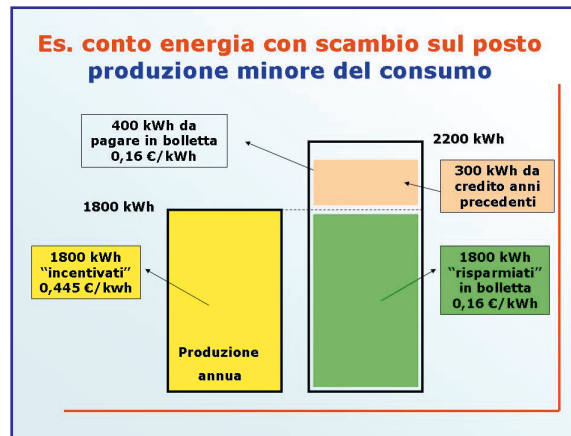 Es. conto energia con scambio sul posto
produzione minore del consumo
400 kWh da
pagare in bolletta
0,16 €/kWh
2200 kWh
300 kWh da
credito anni
precedenti
1800 kWh
1800 kWh
"incentivati"
0,445 €/kwh
1800 kWh
"risparmiati"
in bolletta
0,16 €/kWh
Produzione
annua